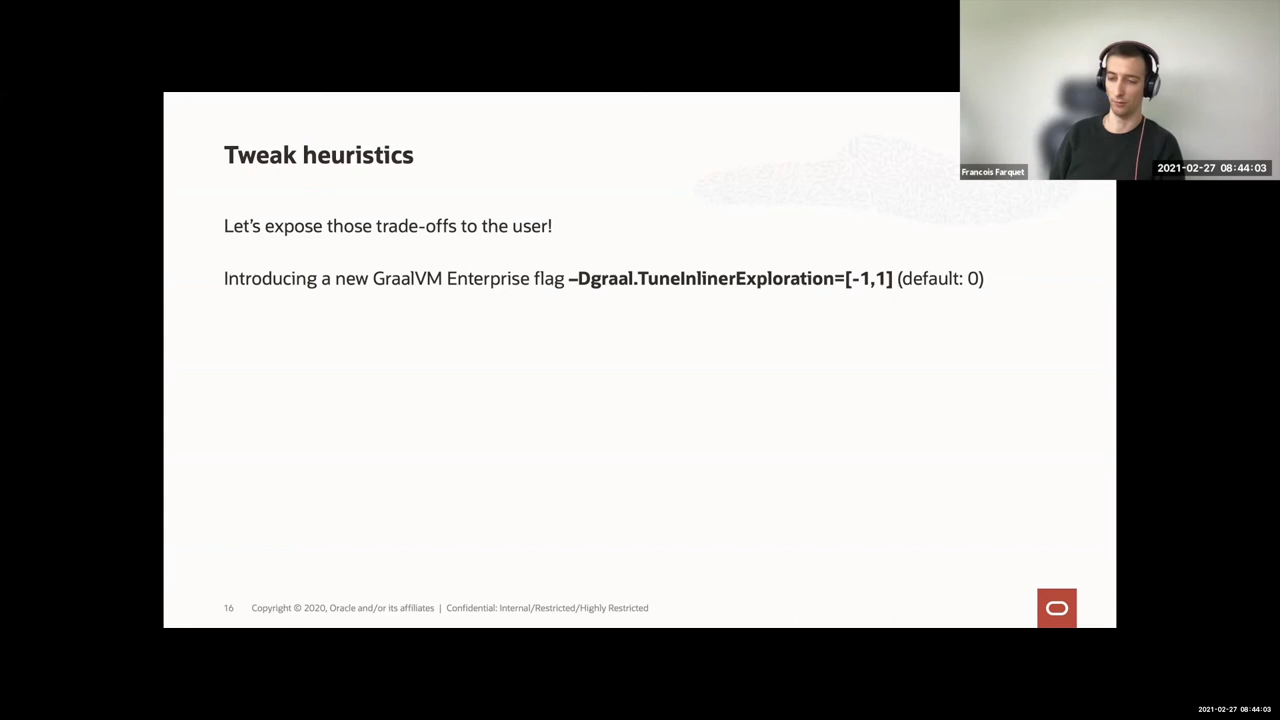 Tweak heuristics
Let's expose those trade-offs to the user!
Introducing a new GraalVM Enterprise flag –Dgraal.TuneInlinerExploration=[-1,1] (default: 0)
16 Copyright © 2020, Oracle and/or its affiliates | Confidential: Internal/Restricted/Highly Restricted
Francois Farquet
2021-02-27 08:44:03
2021-02-27 08:44:03